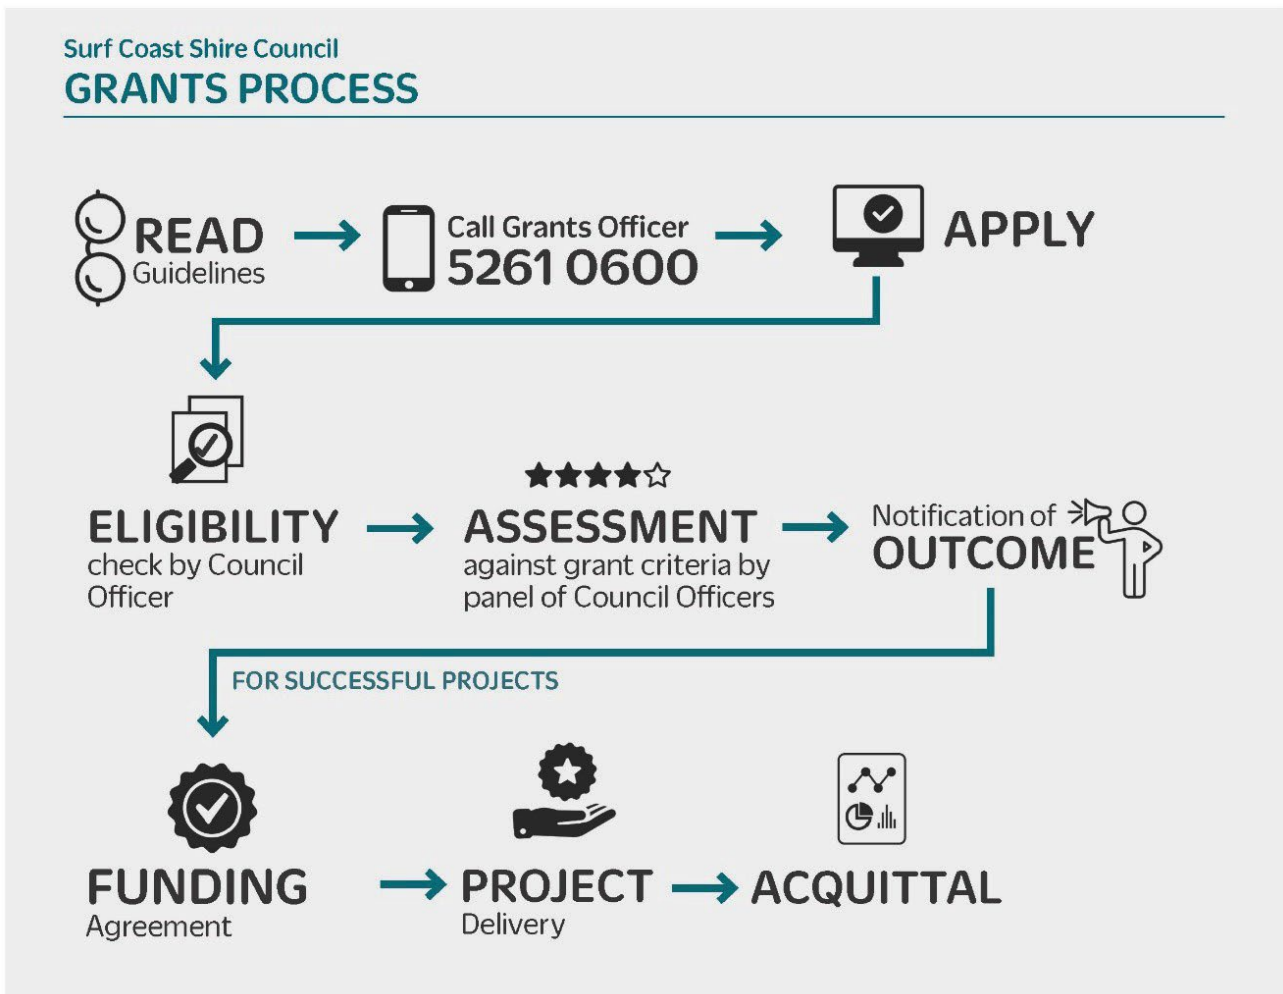 Surf Coast Shire Council
GRANTS PROCESS
READ
Guidelines
Call Grants Officer
5261 0600
APPLY
ELIGIBILITY
check by Council
Officer
ASSESSMENT
against grant criteria by
panel of Council Officers
Notification of
OUTCOME
FOR SUCCESSFUL PROJECTS
FUNDING
Agreement
PROJECT
Delivery
ACQUITTAL